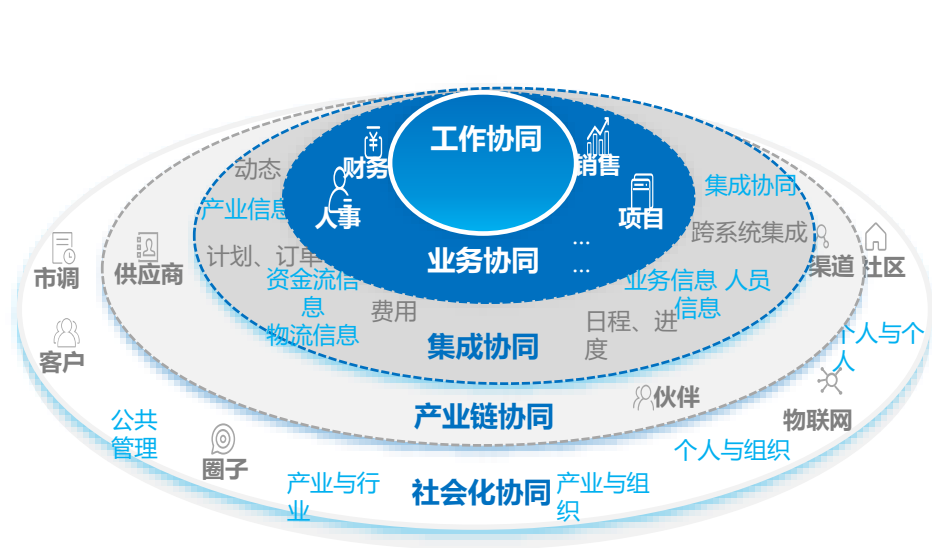 工作协同
动态
财务
销售
集成协同
产业信息
人事
项目
跨系统集成
计划、订单
业务协同
...
...
市调
供应商
渠道
社区
资金流信
息
物流信息
费用
业务信息 人员
信息
日程、进
度
集成协同
个人与个
人
客户
伙伴
产业链协同
物联网
公共
管理
圈子
个人与组织
产业与行
业
社会化协同
产业与组
织